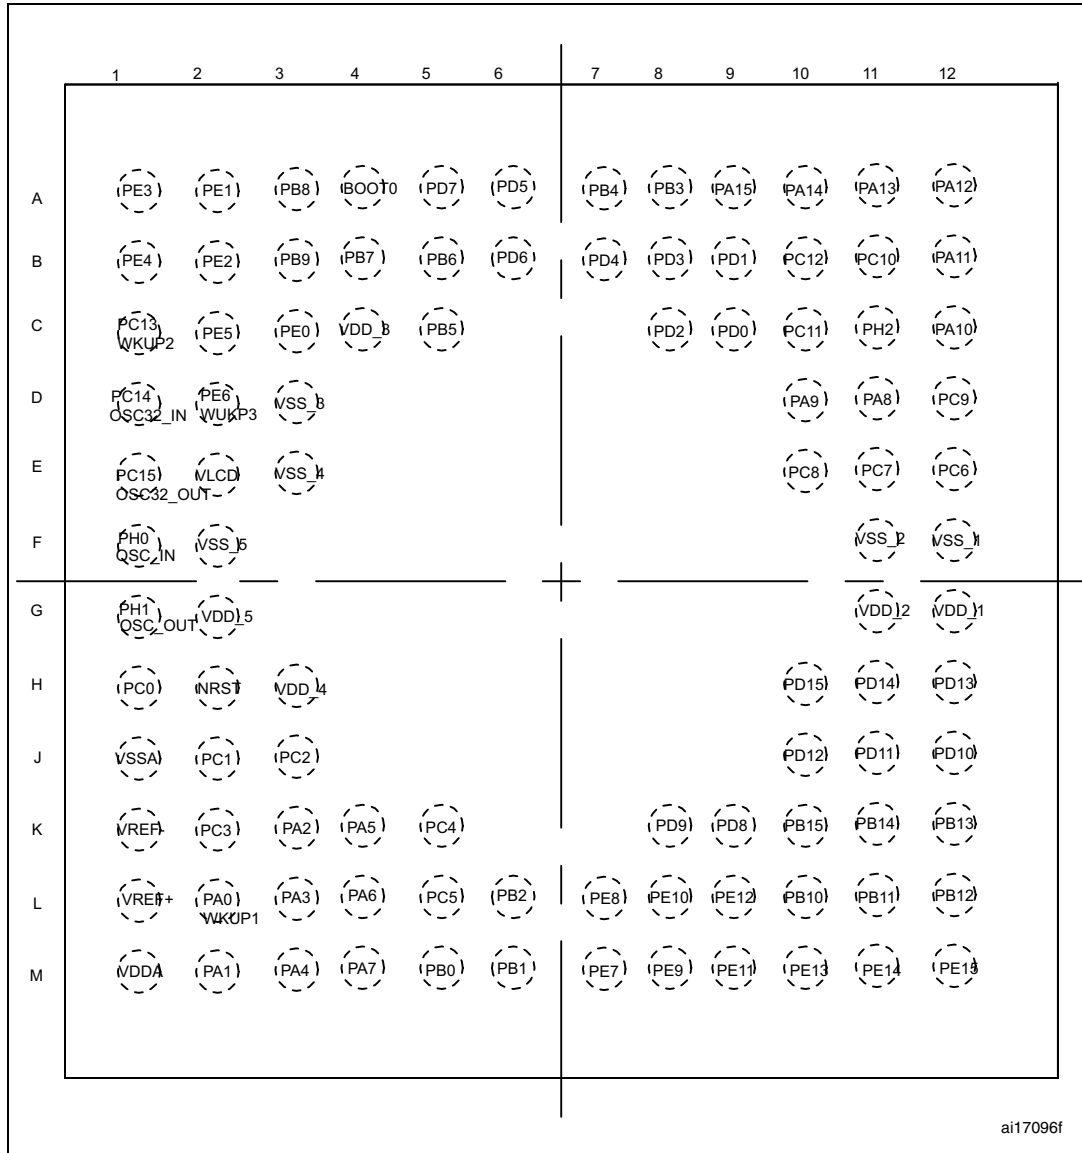 1 2 3 4 5 6 7 8 9 10 11 12
A PE3 PE1 PB8 BOOT0 PD7 PD5 PB4 PB3 PA15 PA14 PA13 PA12
B PE4 PE2 PB9 PB7 PB6 PD6 PD4 PD3 PD1 PC12 PC10 PA11
C PC13 PE5 PE0 VDD_3 PB5 PD2 PD0 PC11 PH2 PA10
WKUP2
D PC14 PE6 VSS_3 PA9 PA8 PC9
OSC32_IN WUKP3
E PC15 VLCD VSS_4 PC8 PC7 PC6
OSC32_OUT
F PH0 VSS_5 VSS_2 VSS_1
OSC_IN
G PH1 VDD_5 VDD_2 VDD_1
OSC_OUT
H PC0 NRST VDD_4 PD15 PD14 PD13
J VSSA PC1 PC2 PD12 PD11 PD10
K VREF- PC3 PA2 PA5 PC4 PD9 PD8 PB15 PB14 PB13
L VREF+ PA0 PA3 PA6 PC5 PB2 PE8 PE10 PE12 PB10 PB11 PB12
WKUP1
M VDDA PA1 PA4 PA7 PB0 PB1 PE7 PE9 PE11 PE13 PE14 PE15
ai17096f